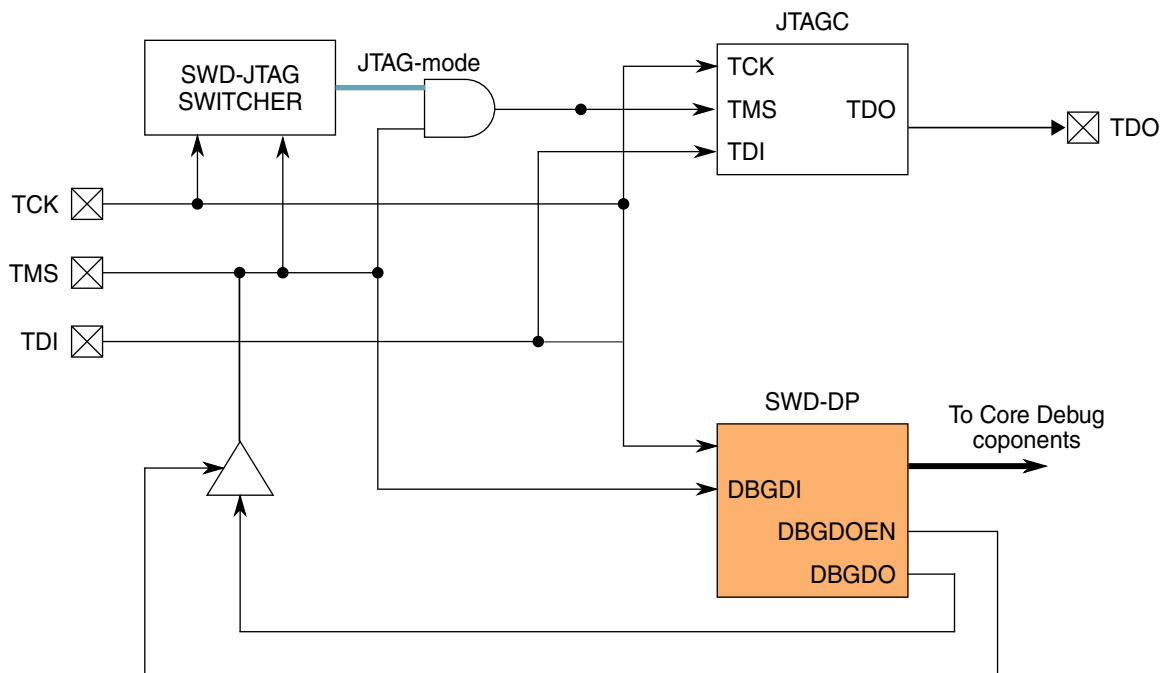 JTAGC
SWD-JTAG
SWITCHER
JTAG-mode
TCK
TMS
TDO
TDI
TDO
TCK
TMS
TDI
SWD-DP
To Core Debug
coponents
DBGDI
DBGDOEN
DBGDO